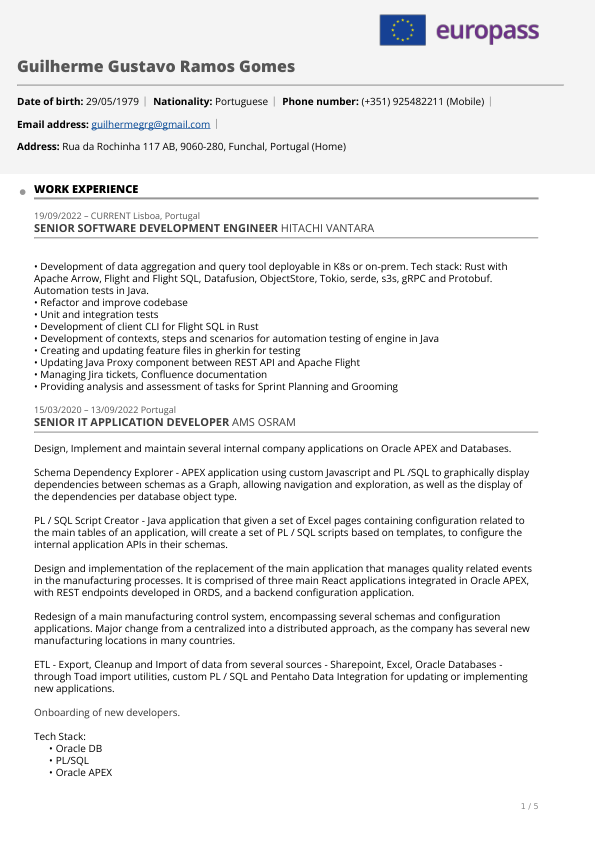 europass
Guilherme Gustavo Ramos Gomes
Date of birth: 29/05/1979 | Nationality: Portuguese | Phone number: (+351) 925482211 (Mobile) |
Email address: guilhermegrg@gmail.com |
Address: Rua da Rochinha 117 AB, 9060-280, Funchal, Portugal (Home)
WORK EXPERIENCE
19/09/2022 – CURRENT Lisboa, Portugal
SENIOR SOFTWARE DEVELOPMENT ENGINEER HITACHI VANTARA
• Development of data aggregation and query tool deployable in K8s or on-prem. Tech stack: Rust with
Apache Arrow, Flight and Flight SQL, Datafusion, ObjectStore, Tokio, serde, s3s, gRPC and Protobuf.
Automation tests in Java.
• Refactor and improve codebase
• Unit and integration tests
• Development of client CLI for Flight SQL in Rust
• Development of contexts, steps and scenarios for automation testing of engine in Java
• Creating and updating feature files in gherkin for testing
• Updating Java Proxy component between REST API and Apache Flight
• Managing Jira tickets, Confluence documentation
• Providing analysis and assessment of tasks for Sprint Planning and Grooming
15/03/2020 – 13/09/2022 Portugal
SENIOR IT APPLICATION DEVELOPER AMS OSRAM
Design, Implement and maintain several internal company applications on Oracle APEX and Databases.
Schema Dependency Explorer - APEX application using custom Javascript and PL /SQL to graphically display
dependencies between schemas as a Graph, allowing navigation and exploration, as well as the display of
the dependencies per database object type.
PL / SQL Script Creator - Java application that given a set of Excel pages containing configuration related to
the main tables of an application, will create a set of PL / SQL scripts based on templates, to configure the
internal application APIs in their schemas.
Design and implementation of the replacement of the main application that manages quality related events
in the manufacturing processes. It is comprised of three main React applications integrated in Oracle APEX,
with REST endpoints developed in ORDS, and a backend configuration application.
Redesign of a main manufacturing control system, encompassing several schemas and configuration
applications. Major change from a centralized into a distributed approach, as the company has several new
manufacturing locations in many countries.
ETL - Export, Cleanup and Import of data from several sources - Sharepoint, Excel, Oracle Databases -
through Toad import utilities, custom PL / SQL and Pentaho Data Integration for updating or implementing
new applications.
Onboarding of new developers.
Tech Stack:
• Oracle DB
• PL/SQL
• Oracle APEX
1 / 5